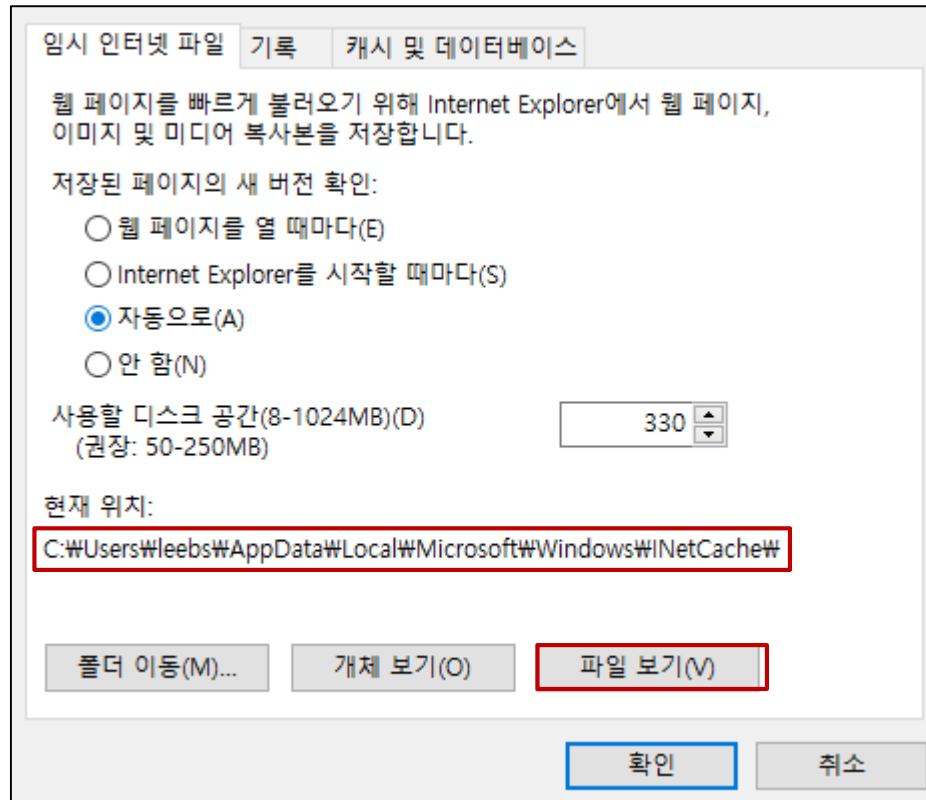 임시 인터넷 파일 기록 캐시 및 데이터베이스
웹 페이지를 빠르게 불러오기 위해 Internet Explorer에서 웹 페이지,
이미지 및 미디어 복사본을 저장합니다.
저장된 페이지의 새 버전 확인:
웹 페이지를 열 때마다(E)
Internet Explorer를 시작할 때마다(S)
자동으로(A)
안 함(N)
사용할 디스크 공간(8-1024MB)(D) 330
(권장: 50-250MB)
현재 위치:
C:₩Users₩leebs₩AppData₩Local₩Microsoft₩Windows₩INetCache₩
폴더 이동(M)... 개체 보기(O) 파일 보기(V)
확인 취소